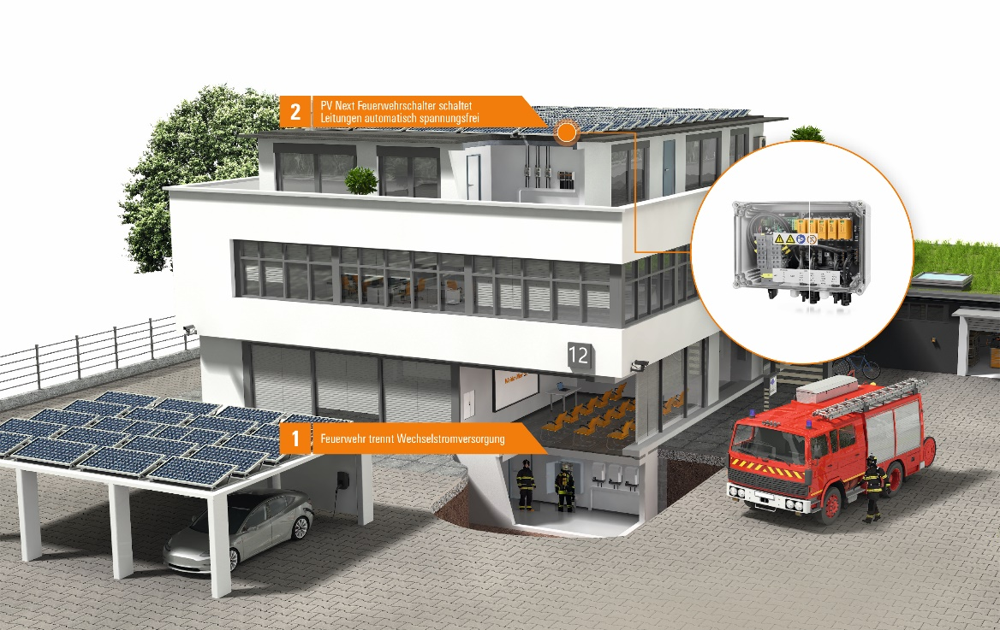 2
PV Next Feuerwehrschalter schaltet
Leitungen automatisch spannungsfrei
12
1
Feuerwehr trennt Wechselstromversorgung